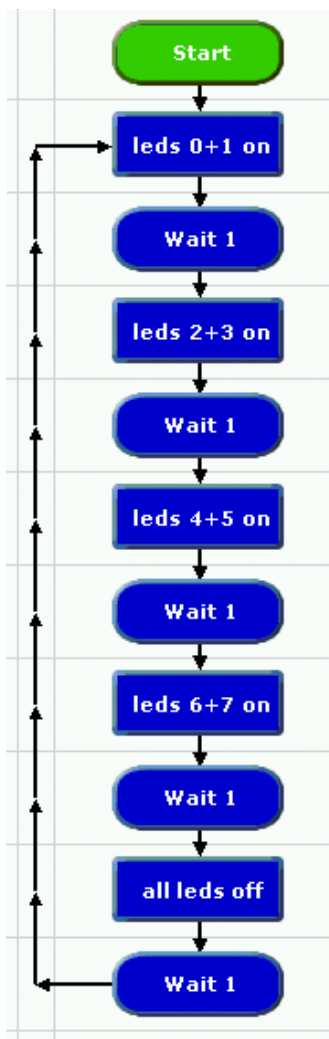 Start
leds 0+1 on
Wait 1
leds 2+3 on
Wait 1
leds 4+5 on
Wait 1
leds 6+7 on
Wait 1
all leds off
Wait 1